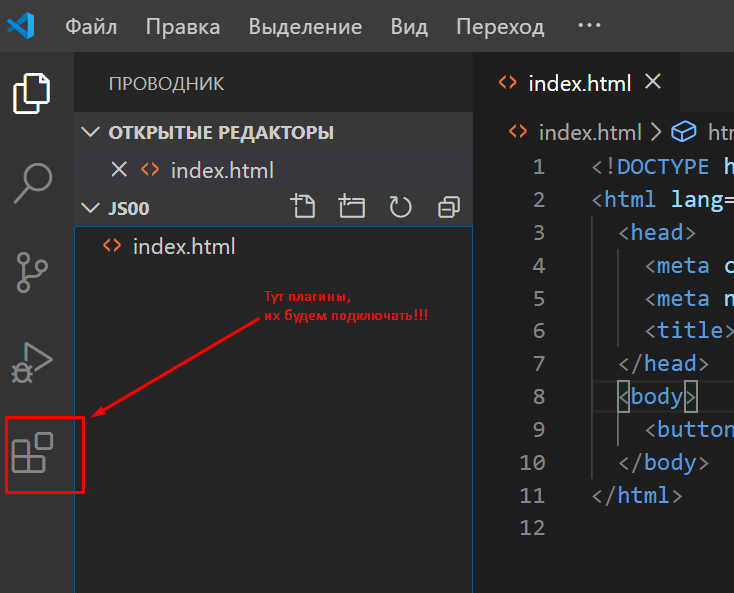 Файл Правка Выделение Вид Переход ···
ПРОВОДНИК
ОТКРЫТЫЕ РЕДАКТОРЫ
index.html
JS00
index.html
Тут плагины,
их будем подключать!!!
index.html
index.html > htm
1 <!DOCTYPE h
2 <html lang=
3 <head>
4 <meta c
5 <meta n
6 <title>
7 </head>
8 <body>
9 <button
10 </body>
11 </html>
12